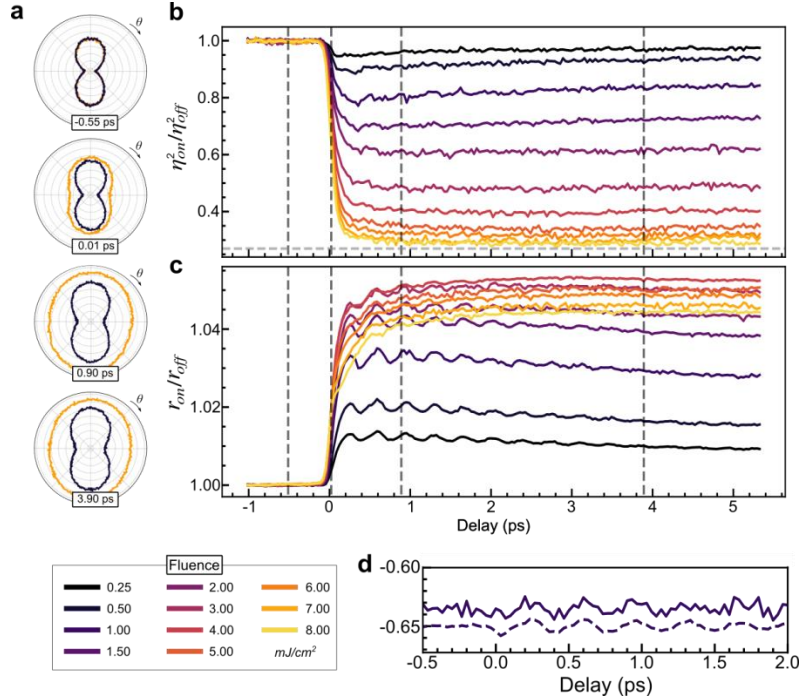 a
θ
-0.55 ps
θ
0.01 ps
θ
0.90 ps
θ
3.90 ps
b
1.0
0.8
0.6
0.4
η²on/η²off
c
1.04
1.02
1.00
ron/roff
-1 0 1 2 3 4 5
Delay (ps)
Fluence
0.25 2.00 6.00
0.50 3.00 7.00
1.00 4.00 8.00
1.50 5.00 mJ/cm²
d
-0.60
-0.65
-0.5 0.0 0.5 1.0 1.5 2.0
Delay (ps)